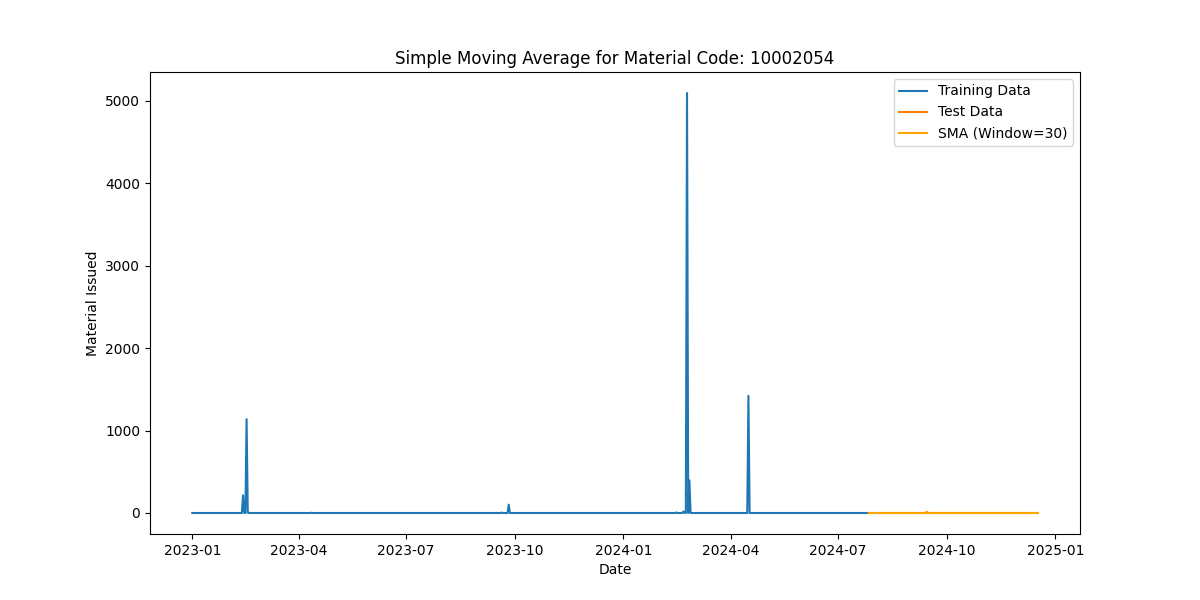 Simple Moving Average for Material Code: 10002054
Training Data
Test Data
SMA (Window=30)
Material Issued
5000
4000
3000
2000
1000
0
2023-01 2023-04 2023-07 2023-10 2024-01 2024-04 2024-07 2024-10 2025-01
Date